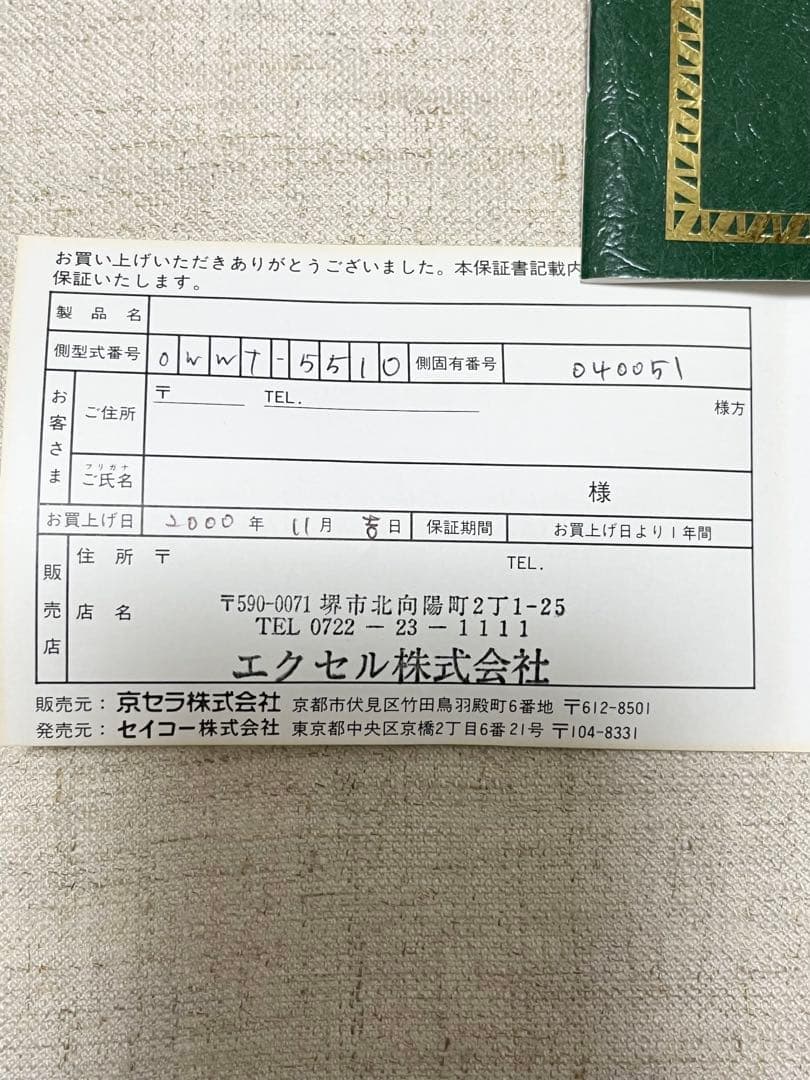 お買い上げいただきありがとうございました。本保証書記載内
保証いたします。
製品名
側型式番号 OWWT-5510 側固有番号 040051
お客さま
ご住所 〒 TEL. 様方
フリガナ
ご氏名 様
お買上げ日 2000年 11月 吉日 保証期間 お買上げ日より1年間
販売店
住所 〒 TEL.
店名 〒590-0071 堺市北向陽町2丁1-25
TEL 0722-23-1111
エクセル株式会社
販売元：京セラ株式会社 京都市伏見区竹田鳥羽殿町6番地 〒612-8501
発売元：セイコー株式会社 東京都中央区京橋2丁目6番21号 〒104-8331